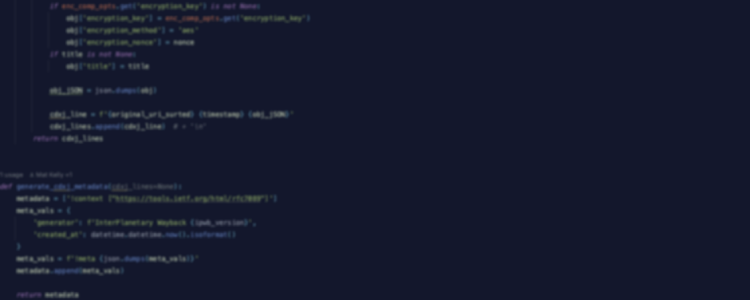 if enc_comp_opts.get("encryption_key") is not None:
obj["encryption_key"] = enc_comp_opts.get("encryption_key")
obj["encryption_method"] = "aes"
obj["encryption_nonce"] = nonce
if title is not None:
obj["title"] = title
obj_JSON = json.dumps(obj)
cdxj_line = f"{original_uri_surted} {timestamp} {obj_JSON}"
cdxj_lines.append(cdxj_line) # + '\n'
return cdxj_lines
1 usage
def generate_cdxj_metadata(cdxj_lines=None):
metadata = ['!context ["https://tools.ietf.org/html/rfc7089"]']
meta_vals = {
"generator": f"InterPlanetary Wayback {ipwb_version}",
"created_at": datetime.datetime.now().isoformat()
}
meta_vals = f"!meta {json.dumps(meta_vals)}"
metadata.append(meta_vals)
return metadata